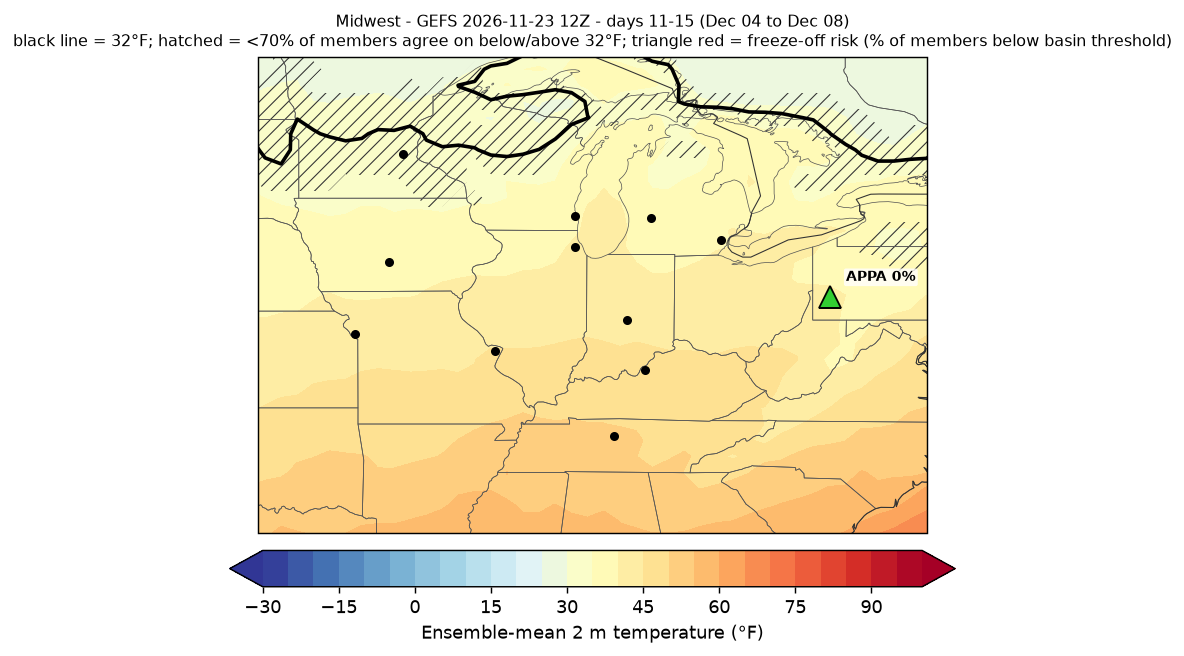 Midwest - GEFS 2026-11-23 12Z - days 11-15 (Dec 04 to Dec 08)
black line = 32°F; hatched = <70% of members agree on below/above 32°F; triangle red = freeze-off risk (% of members below basin threshold)
APPA 0%
−30 −15 0 15 30 45 60 75 90
Ensemble-mean 2 m temperature (°F)